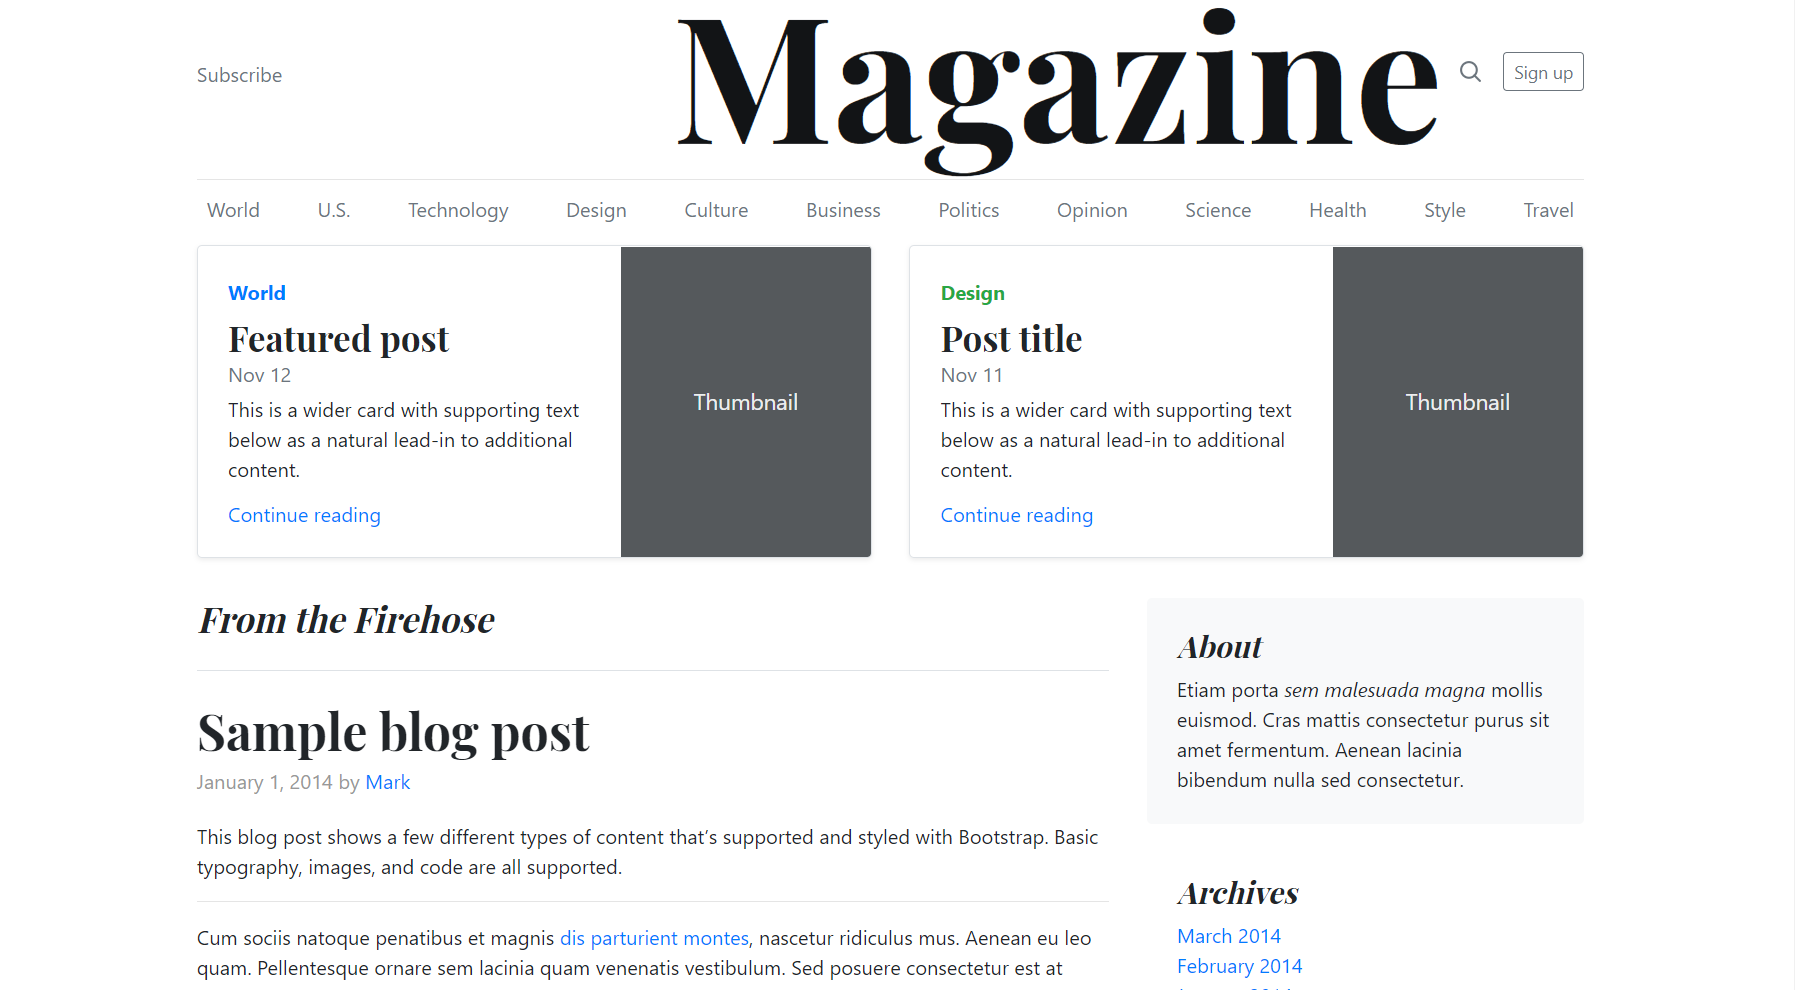 Subscribe
Magazine
Sign up
World U.S. Technology Design Culture Business Politics Opinion Science Health Style Travel
World
Featured post
Nov 12
This is a wider card with supporting text
below as a natural lead-in to additional
content.
Continue reading
Thumbnail
Design
Post title
Nov 11
This is a wider card with supporting text
below as a natural lead-in to additional
content.
Continue reading
Thumbnail
From the Firehose
Sample blog post
January 1, 2014 by Mark
This blog post shows a few different types of content that’s supported and styled with Bootstrap. Basic
typography, images, and code are all supported.
Cum sociis natoque penatibus et magnis dis parturient montes, nascetur ridiculus mus. Aenean eu leo
quam. Pellentesque ornare sem lacinia quam venenatis vestibulum. Sed posuere consectetur est at
About
Etiam porta sem malesuada magna mollis
euismod. Cras mattis consectetur purus sit
amet fermentum. Aenean lacinia
bibendum nulla sed consectetur.
Archives
March 2014
February 2014